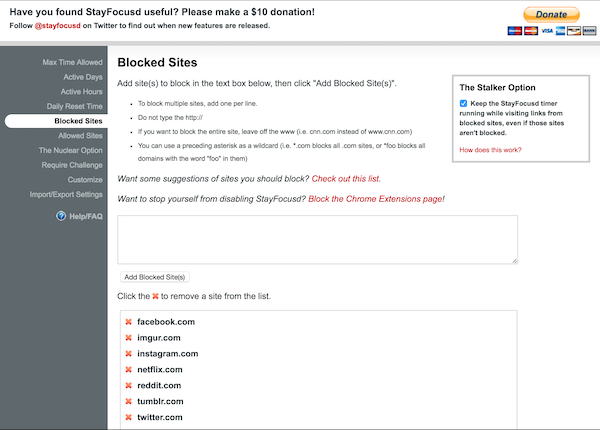 Have you found StayFocusd useful? Please make a $10 donation!
Follow @stayfocusd on Twitter to find out when new features are released.
Donate
VISA
Max Time Allowed
Active Days
Active Hours
Daily Reset Time
Blocked Sites
Allowed Sites
The Nuclear Option
Require Challenge
Customize
Import/Export Settings
? Help/FAQ
Blocked Sites
Add site(s) to block in the text box below, then click "Add Blocked Site(s)".
• To block multiple sites, add one per line.
• Do not type the http://
• If you want to block the entire site, leave off the www (i.e. cnn.com instead of www.cnn.com)
• You can use a preceding asterisk as a wildcard (i.e. *.com blocks all .com sites, or *foo blocks all
domains with the word "foo" in them)
The Stalker Option
Keep the StayFocusd timer
running while visiting links from
blocked sites, even if those sites
aren't blocked.
How does this work?
Want some suggestions of sites you should block? Check out this list.
Want to stop yourself from disabling StayFocusd? Block the Chrome Extensions page!
Add Blocked Site(s)
Click the ✖ to remove a site from the list.
facebook.com
imgur.com
instagram.com
netflix.com
reddit.com
tumblr.com
twitter.com